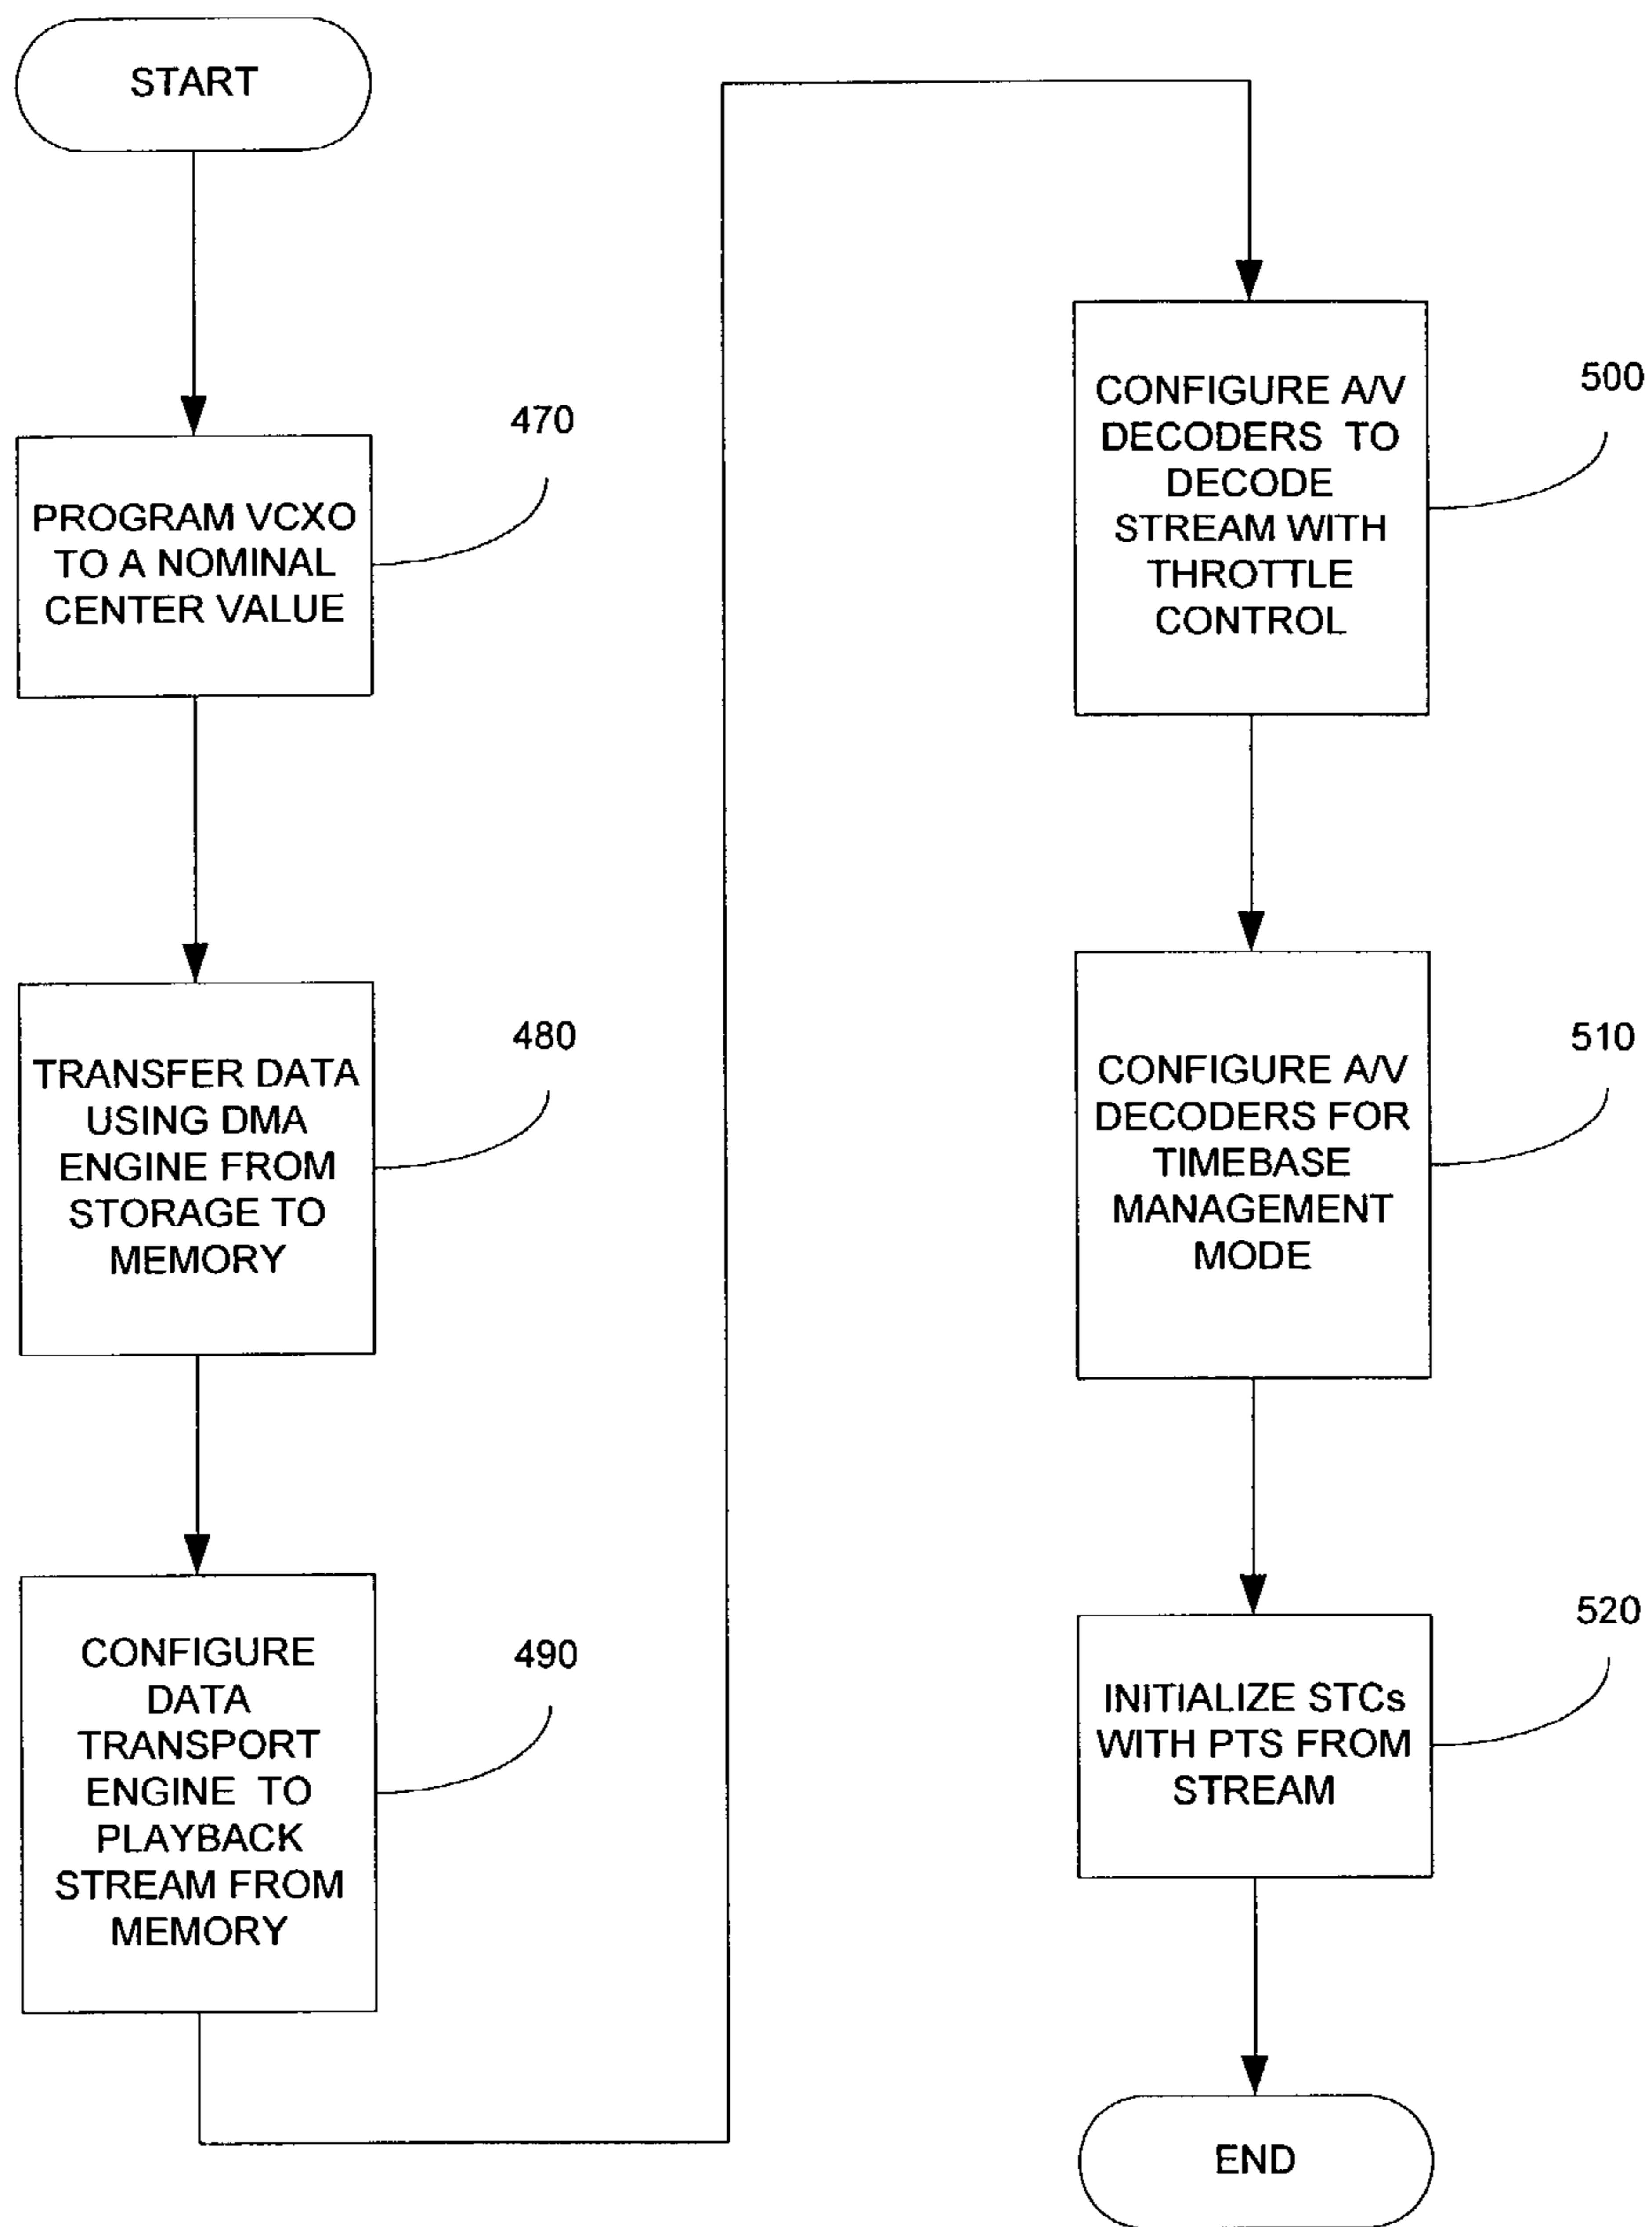 START
470
PROGRAM VCXO
TO A NOMINAL
CENTER VALUE
480
TRANSFER DATA
USING DMA
ENGINE FROM
STORAGE TO
MEMORY
490
CONFIGURE
DATA
TRANSPORT
ENGINE TO
PLAYBACK
STREAM FROM
MEMORY
500
CONFIGURE A/V
DECODERS TO
DECODE
STREAM WITH
THROTTLE
CONTROL
510
CONFIGURE A/V
DECODERS FOR
TIMEBASE
MANAGEMENT
MODE
520
INITIALIZE STCs
WITH PTS FROM
STREAM
END